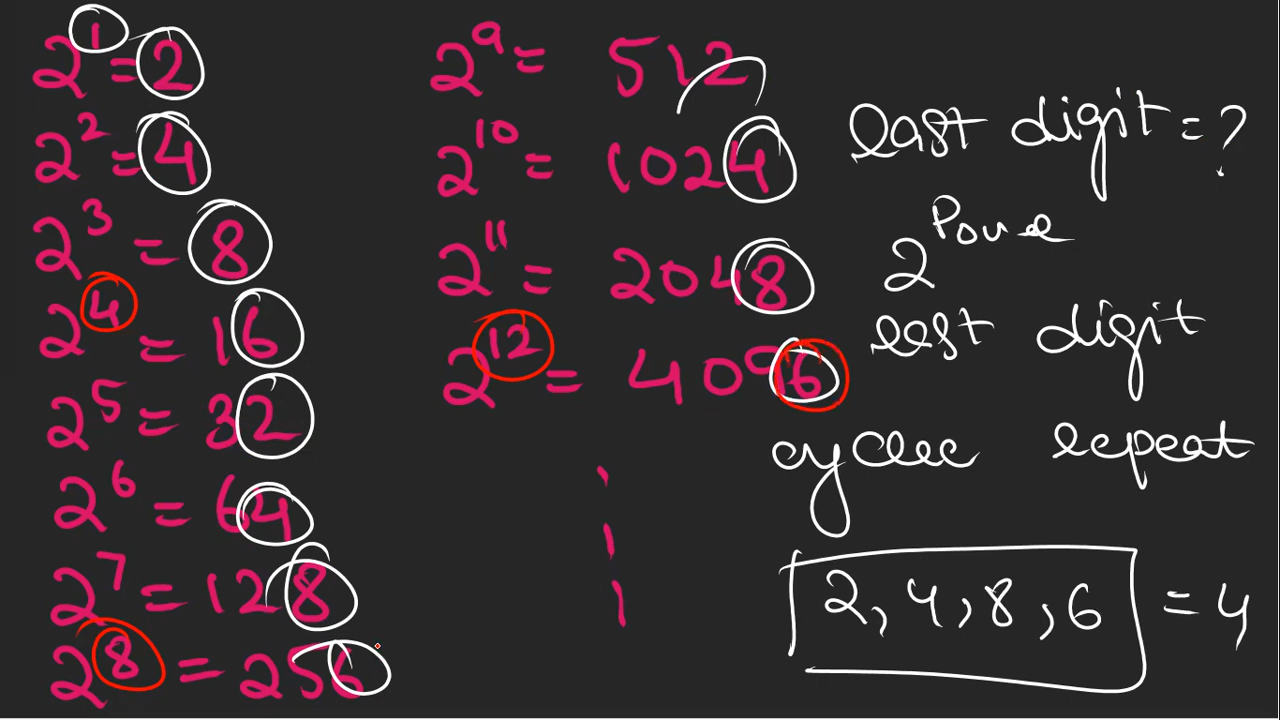 2^1 = 2
2^2 = 4
2^3 = 8
2^4 = 16
2^5 = 32
2^6 = 64
2^7 = 128
2^8 = 256
2^9 = 512
2^10 = 1024
2^11 = 2048
2^12 = 4096
last digit = ?
2^Powe
last digit
cyclec repeat
2, 4, 8, 6 = 4